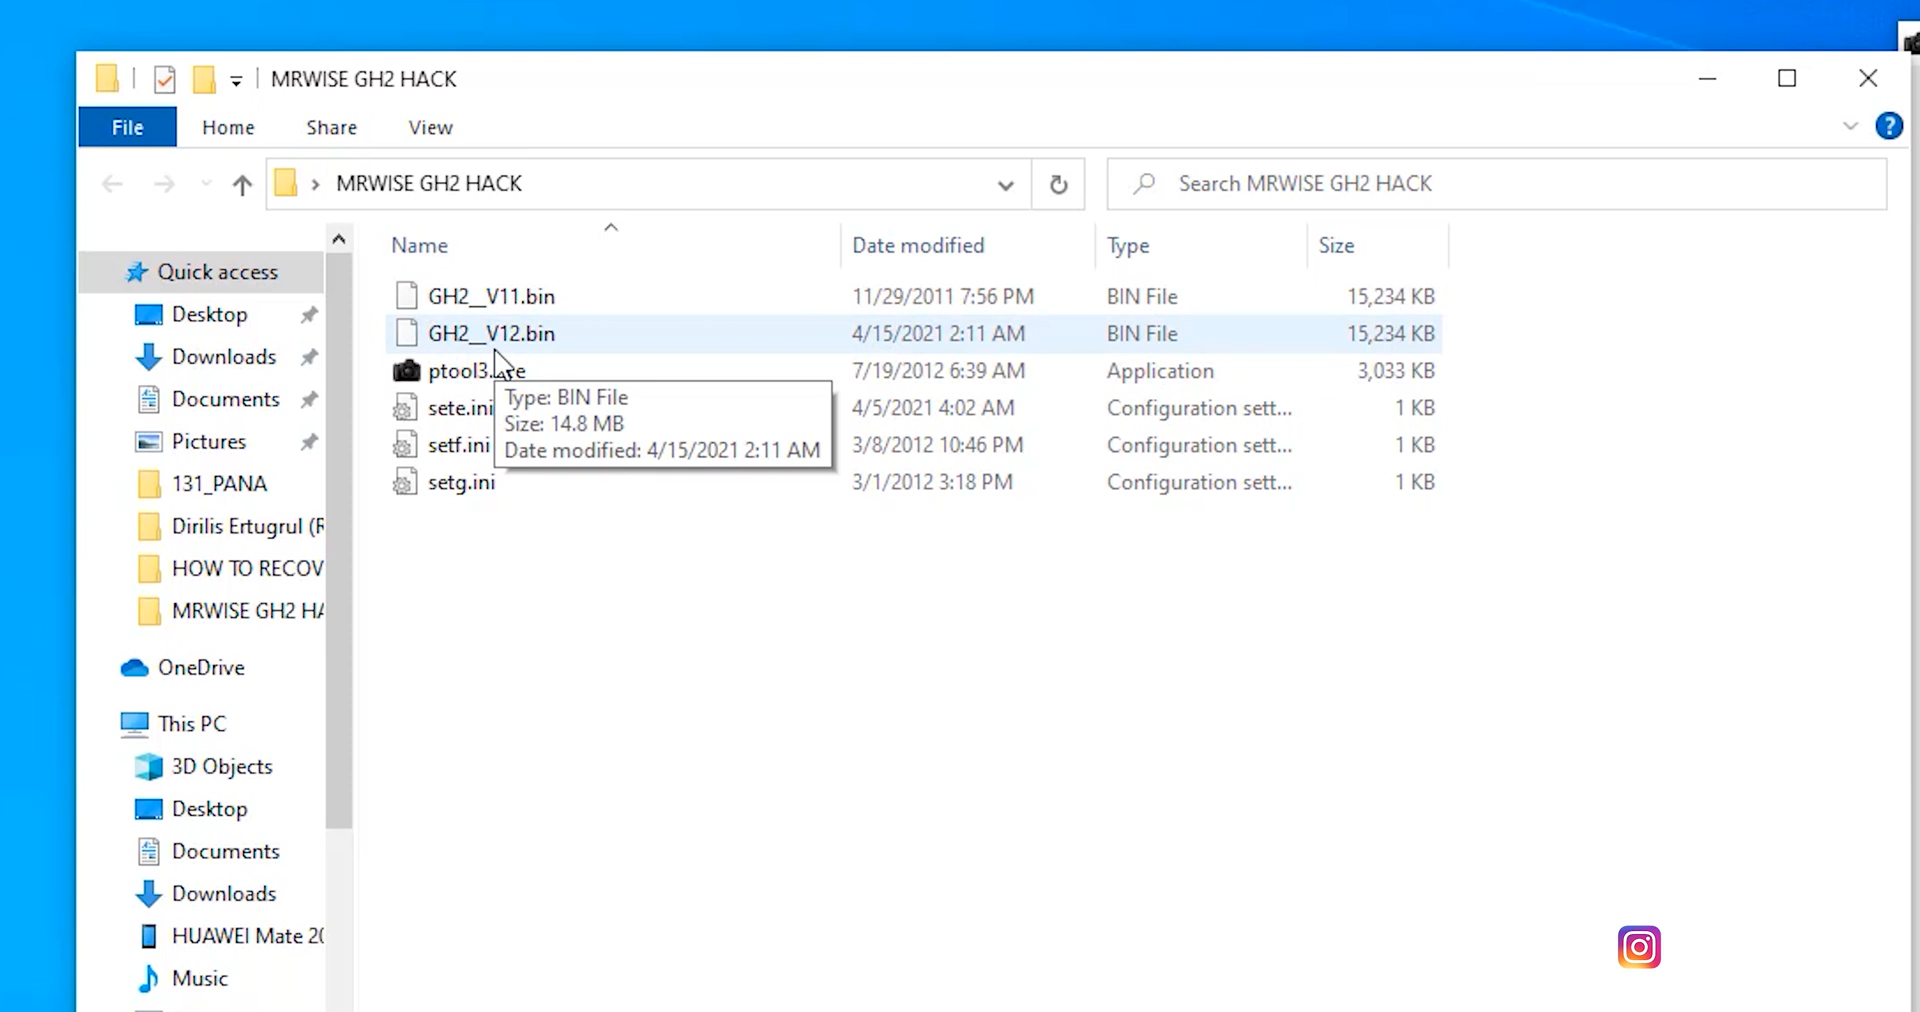 MRWISE GH2 HACK
File Home Share View
MRWISE GH2 HACK
Search MRWISE GH2 HACK
Name Date modified Type Size
GH2__V11.bin 11/29/2011 7:56 PM BIN File 15,234 KB
GH2__V12.bin 4/15/2021 2:11 AM BIN File 15,234 KB
7/19/2012 6:39 AM Application 3,033 KB
sete.ini 4/5/2021 4:02 AM Configuration sett... 1 KB
setf.ini 3/8/2012 10:46 PM Configuration sett... 1 KB
setg.ini 3/1/2012 3:18 PM Configuration sett... 1 KB
Type: BIN File
Size: 14.8 MB
Date modified: 4/15/2021 2:11 AM
Quick access
Desktop
Downloads
Documents
Pictures
131_PANA
Dirilis Ertugrul (R
HOW TO RECOV
MRWISE GH2 HA
OneDrive
This PC
3D Objects
Desktop
Documents
Downloads
HUAWEI Mate 20
Music